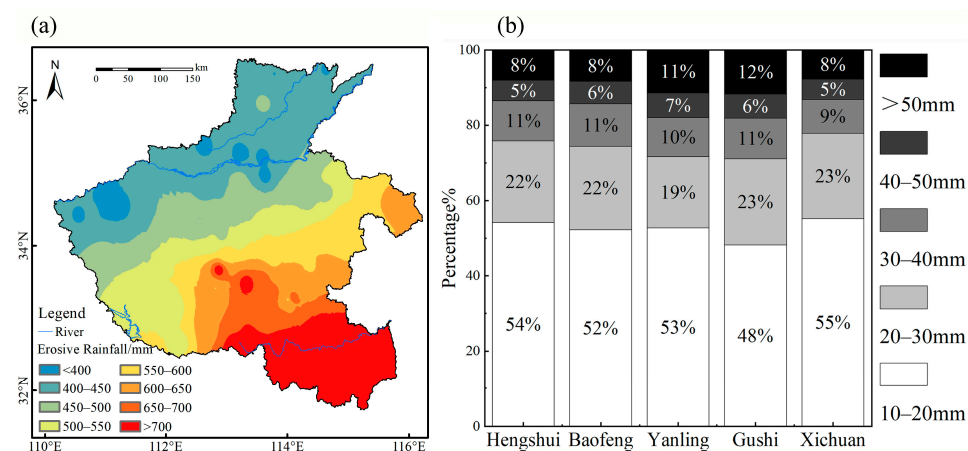 (a)
(b)
N
km
0 50 100 150
36°N
34°N
32°N
110°E
112°E
114°E
116°E
Legend
River
Erosive Rainfall/mm
<400
400–450
450–500
500–550
550–600
600–650
650–700
>700
Percentage%
100
80
60
40
20
0
8% 8% 11% 12% 8%
5% 6% 7% 6% 5%
11% 11% 10% 11% 9%
22% 22% 19% 23% 23%
54% 52% 53% 48% 55%
Hengshui Baofeng Yanling Gushi Xichuan
>50mm
40–50mm
30–40mm
20–30mm
10–20mm